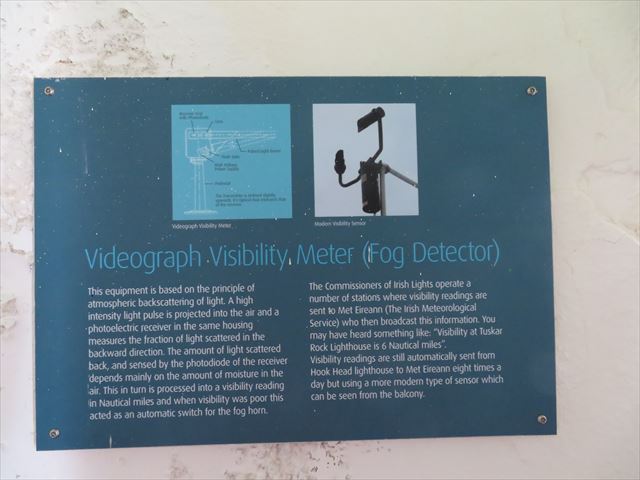 Lens
Pulsed light beam
Pedestal
Videograph Visibility Meter
Modern Visibility Sensor
Videograph Visibility Meter (Fog Detector)
This equipment is based on the principle of
atmospheric backscattering of light. A high
intensity light pulse is projected into the air and a
photoelectric receiver in the same housing
measures the fraction of light scattered in the
backward direction. The amount of light scattered
back, and sensed by the photodiode of the receiver
depends mainly on the amount of moisture in the
air. This in turn is processed into a visibility reading
in Nautical miles and when visibility was poor this
acted as an automatic switch for the fog horn.
The Commissioners of Irish Lights operate a
number of stations where visibility readings are
sent to Met Eireann (The Irish Meteorological
Service) who then broadcast this information. You
may have heard something like: “Visibility at Tuskar
Rock Lighthouse is 6 Nautical miles”.
Visibility readings are still automatically sent from
Hook Head lighthouse to Met Eireann eight times a
day but using a more modern type of sensor which
can be seen from the balcony.